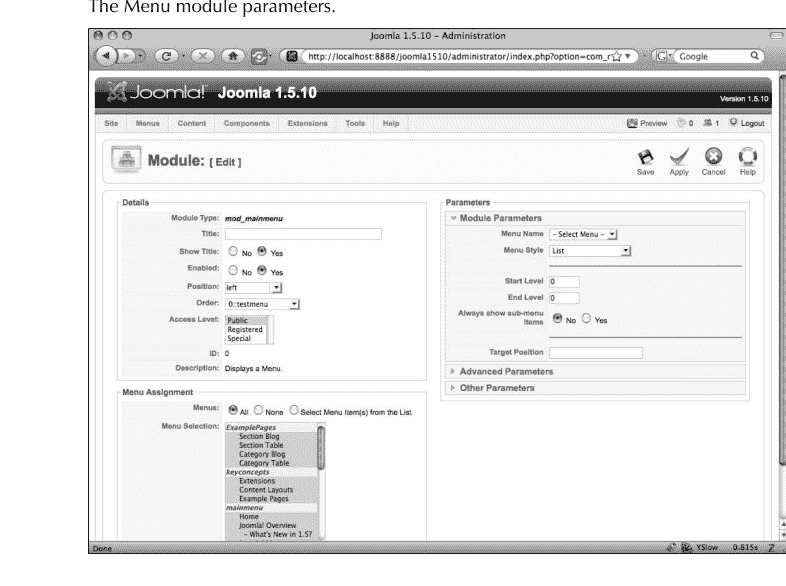 The Menu module parameters.
Joomla 1.5.10 - Administration
http://localhost:8888/joomla1510/administrator/index.php?option=com_r
Google
Joomla! Joomla 1.5.10
Version 1.5.10
Site Menus Content Components Extensions Tools Help
Preview 0 1 Logout
Module: [ Edit ]
Save Apply Cancel Help
Details
Module Type: mod_mainmenu
Title:
Show Title: No Yes
Enabled: No Yes
Position: left
Order: 0::testmenu
Access Level: Public
Registered
Special
ID: 0
Description: Displays a Menu.
Menu Assignment
Menus: All None Select Menu Item(s) from the List
Menu Selection: ExamplePages
Section Blog
Section Table
Category Blog
Category Table
keyconcepts
Extensions
Content Layouts
Example Pages
mainmenu
Home
Joomla! Overview
- What's New in 1.5?
Parameters
Module Parameters
Menu Name - Select Menu -
Menu Style List
Start Level 0
End Level 0
Always show sub-menu
items No Yes
Target Position
Advanced Parameters
Other Parameters
Done
YSlow 0.815s